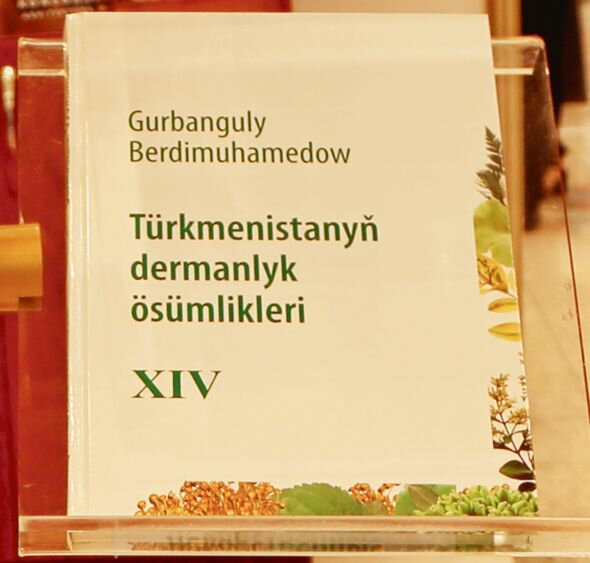 Gurbanguly
Berdimuhamedow
Türkmenistanyň
dermanlyk
ösümlikleri
XIV